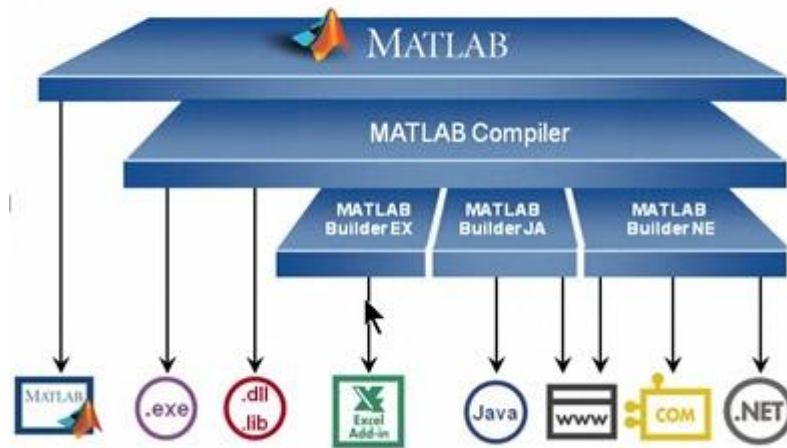 MATLAB
MATLAB Compiler
MATLAB
Builder EX
MATLAB
Builder JA
MATLAB
Builder NE
MATLAB
.exe
.dll
.lib
Excel
Add-in
Java
www
COM
.NET